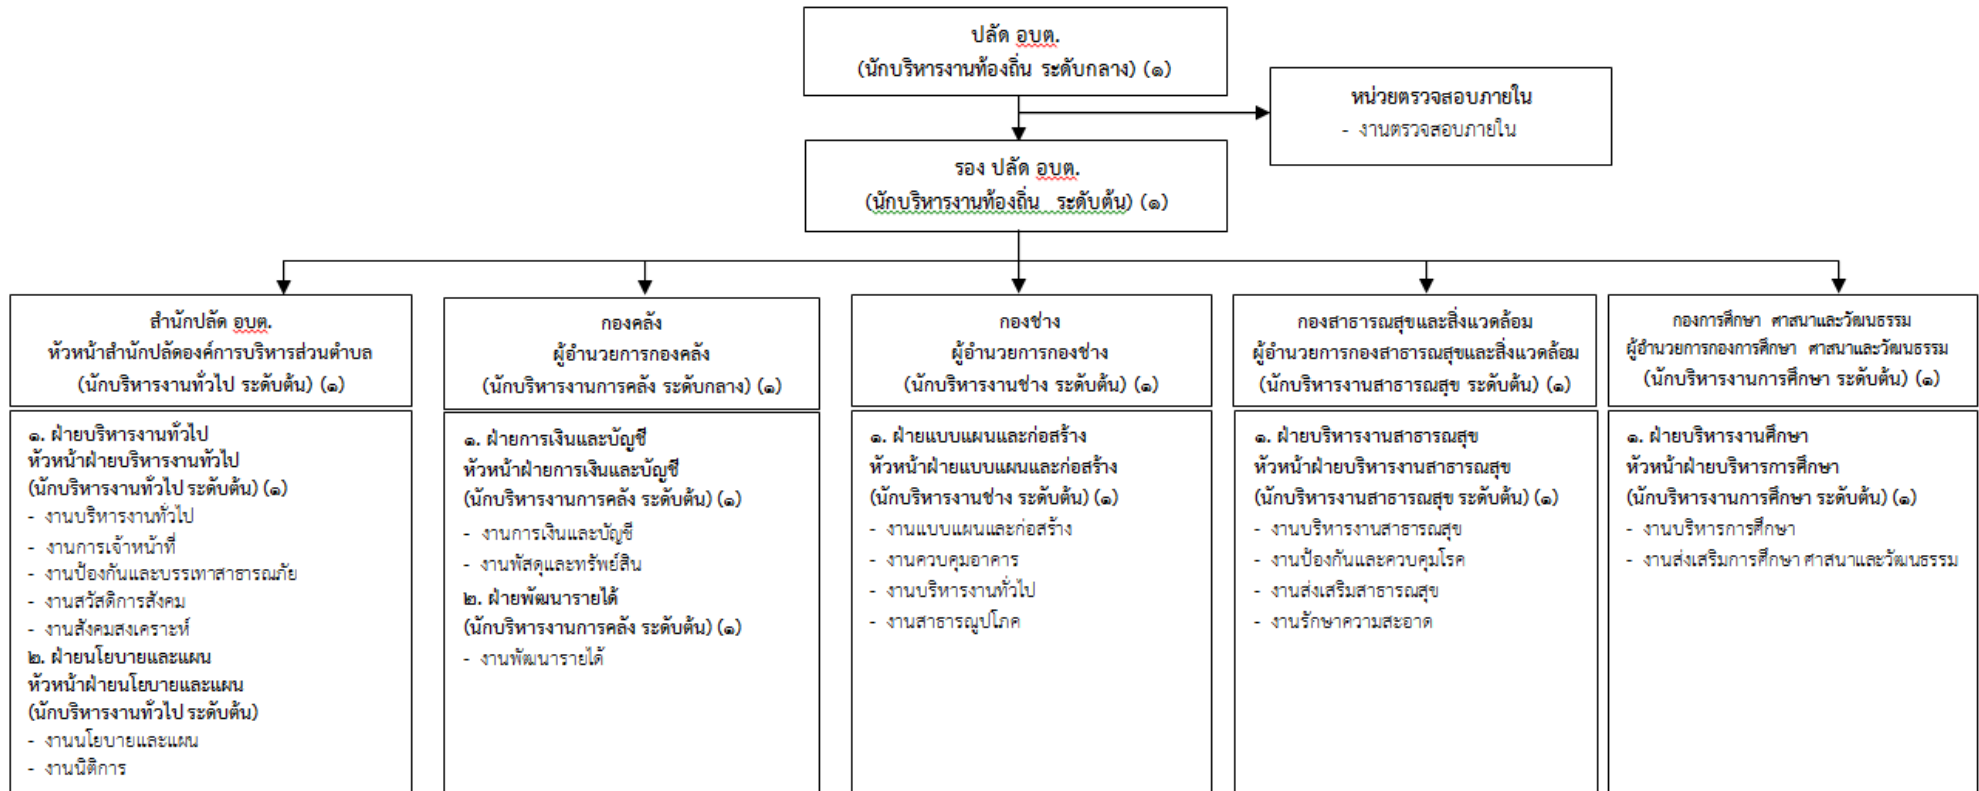 ปลัด อบต.
(นักบริหารงานท้องถิ่น ระดับกลาง) (๑)
หน่วยตรวจสอบภายใน
- งานตรวจสอบภายใน
รอง ปลัด อบต.
(นักบริหารงานท้องถิ่น ระดับต้น) (๑)
สำนักปลัด อบต.
หัวหน้าสำนักปลัดองค์การบริหารส่วนตำบล
(นักบริหารงานทั่วไป ระดับต้น) (๑)
๑. ฝ่ายบริหารงานทั่วไป
หัวหน้าฝ่ายบริหารงานทั่วไป
(นักบริหารงานทั่วไป ระดับต้น) (๑)
- งานบริหารงานทั่วไป
- งานการเจ้าหน้าที่
- งานป้องกันและบรรเทาสาธารณภัย
- งานสวัสดิการสังคม
- งานสังคมสงเคราะห์
๒. ฝ่ายนโยบายและแผน
หัวหน้าฝ่ายนโยบายและแผน
(นักบริหารงานทั่วไป ระดับต้น)
- งานนโยบายและแผน
- งานนิติการ
กองคลัง
ผู้อำนวยการกองคลัง
(นักบริหารงานการคลัง ระดับกลาง) (๑)
๑. ฝ่ายการเงินและบัญชี
หัวหน้าฝ่ายการเงินและบัญชี
(นักบริหารงานการคลัง ระดับต้น) (๑)
- งานการเงินและบัญชี
- งานพัสดุและทรัพย์สิน
๒. ฝ่ายพัฒนารายได้
(นักบริหารงานการคลัง ระดับต้น) (๑)
- งานพัฒนารายได้
กองช่าง
ผู้อำนวยการกองช่าง
(นักบริหารงานช่าง ระดับต้น) (๑)
๑. ฝ่ายแบบแผนและก่อสร้าง
หัวหน้าฝ่ายแบบแผนและก่อสร้าง
(นักบริหารงานช่าง ระดับต้น) (๑)
- งานแบบแผนและก่อสร้าง
- งานควบคุมอาคาร
- งานบริหารงานทั่วไป
- งานสาธารณูปโภค
กองสาธารณสุขและสิ่งแวดล้อม
ผู้อำนวยการกองสาธารณสุขและสิ่งแวดล้อม
(นักบริหารงานสาธารณสุข ระดับต้น) (๑)
๑. ฝ่ายบริหารงานสาธารณสุข
หัวหน้าฝ่ายบริหารงานสาธารณสุข
(นักบริหารงานสาธารณสุข ระดับต้น) (๑)
- งานบริหารงานสาธารณสุข
- งานป้องกันและควบคุมโรค
- งานส่งเสริมสาธารณสุข
- งานรักษาความสะอาด
กองการศึกษา ศาสนาและวัฒนธรรม
ผู้อำนวยการกองการศึกษา ศาสนาและวัฒนธรรม
(นักบริหารงานการศึกษา ระดับต้น) (๑)
๑. ฝ่ายบริหารงานศึกษา
หัวหน้าฝ่ายบริหารการศึกษา
(นักบริหารงานการศึกษา ระดับต้น) (๑)
- งานบริหารการศึกษา
- งานส่งเสริมการศึกษา ศาสนาและวัฒนธรรม